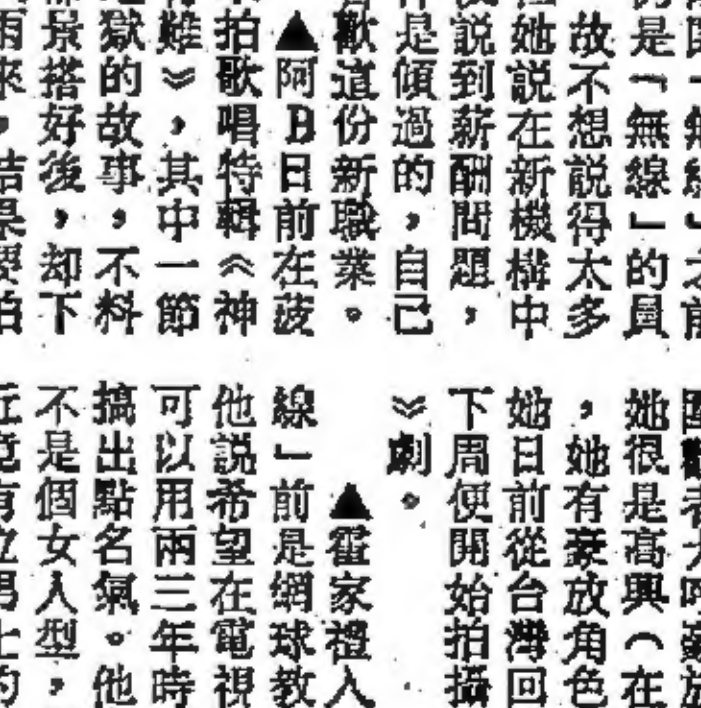 「無線」之前
是「無線」的員
故不想說得太多
她說在新機構中
說到薪酬問題，
是傾過的，自己
歡這份新職業。
▲阿B日前在菠
拍歌唱特輯《神
難》，其中一節
獄的故事，不料
景搭好後，却下
雨來，結果要拍
她很是高興（在
，她有豪放角色
她日前從台灣回
下周便開始拍攝
》劇。
▲霍家禮入
線」前是網球教
他說希望在電視
可以用兩三年時
搞出點名氣。他
不是個女人型，